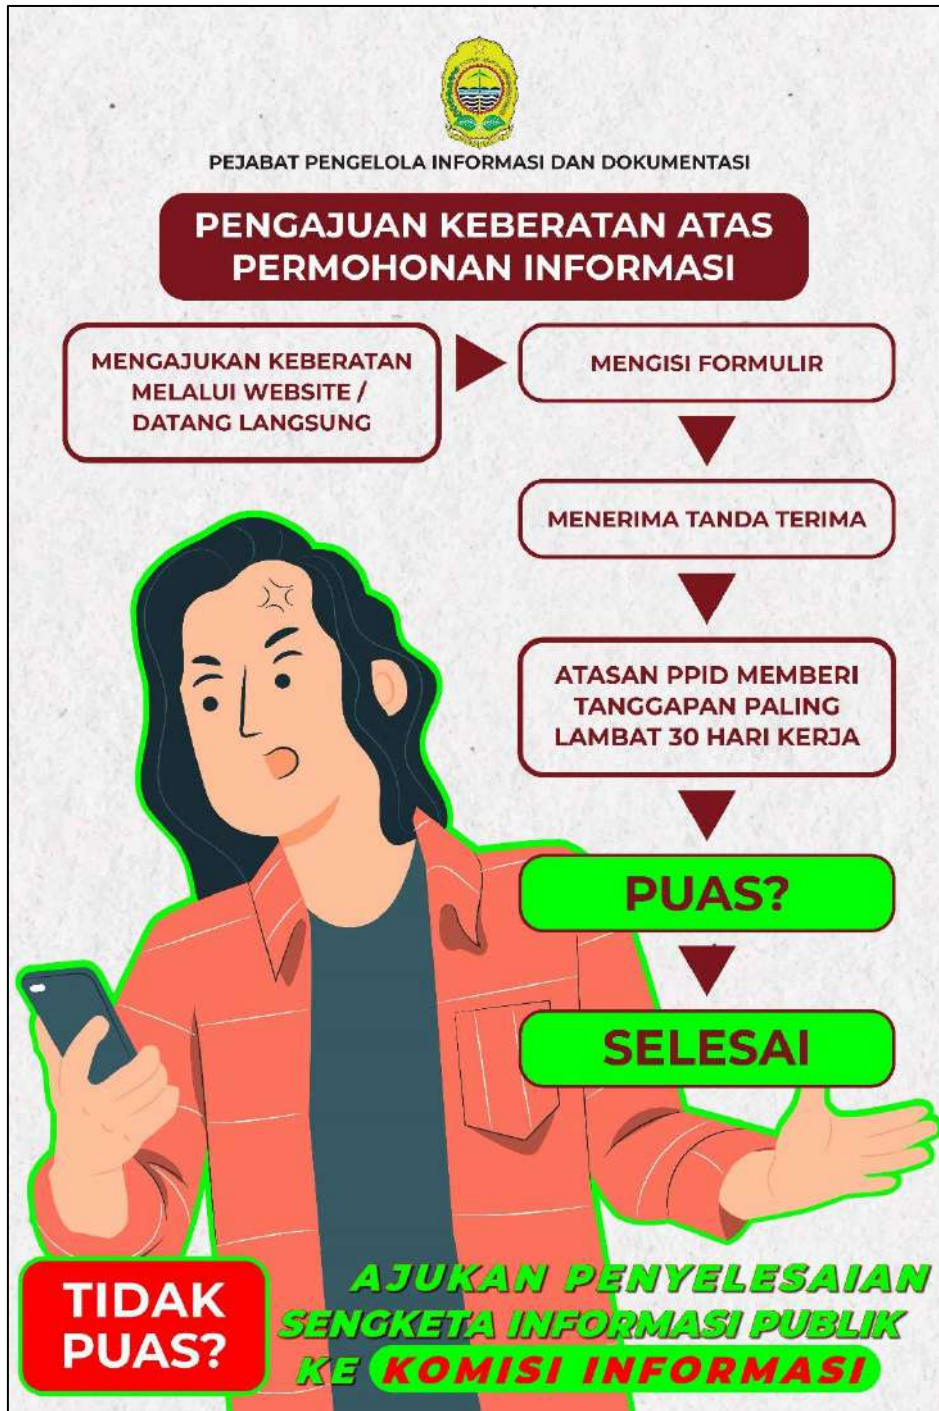 PEJABAT PENGELOLA INFORMASI DAN DOKUMENTASI
PENGAJUAN KEBERATAN ATAS
PERMOHONAN INFORMASI
MENGAJUKAN KEBERATAN
MELALUI WEBSITE /
DATANG LANGSUNG
MENGISI FORMULIR
MENERIMA TANDA TERIMA
ATASAN PPID MEMBERI
TANGGAPAN PALING
LAMBAT 30 HARI KERJA
PUAS?
SELESAI
TIDAK
PUAS?
AJUKAN PENYELESAIAN
SENGKETA INFORMASI PUBLIK
KE KOMISI INFORMASI